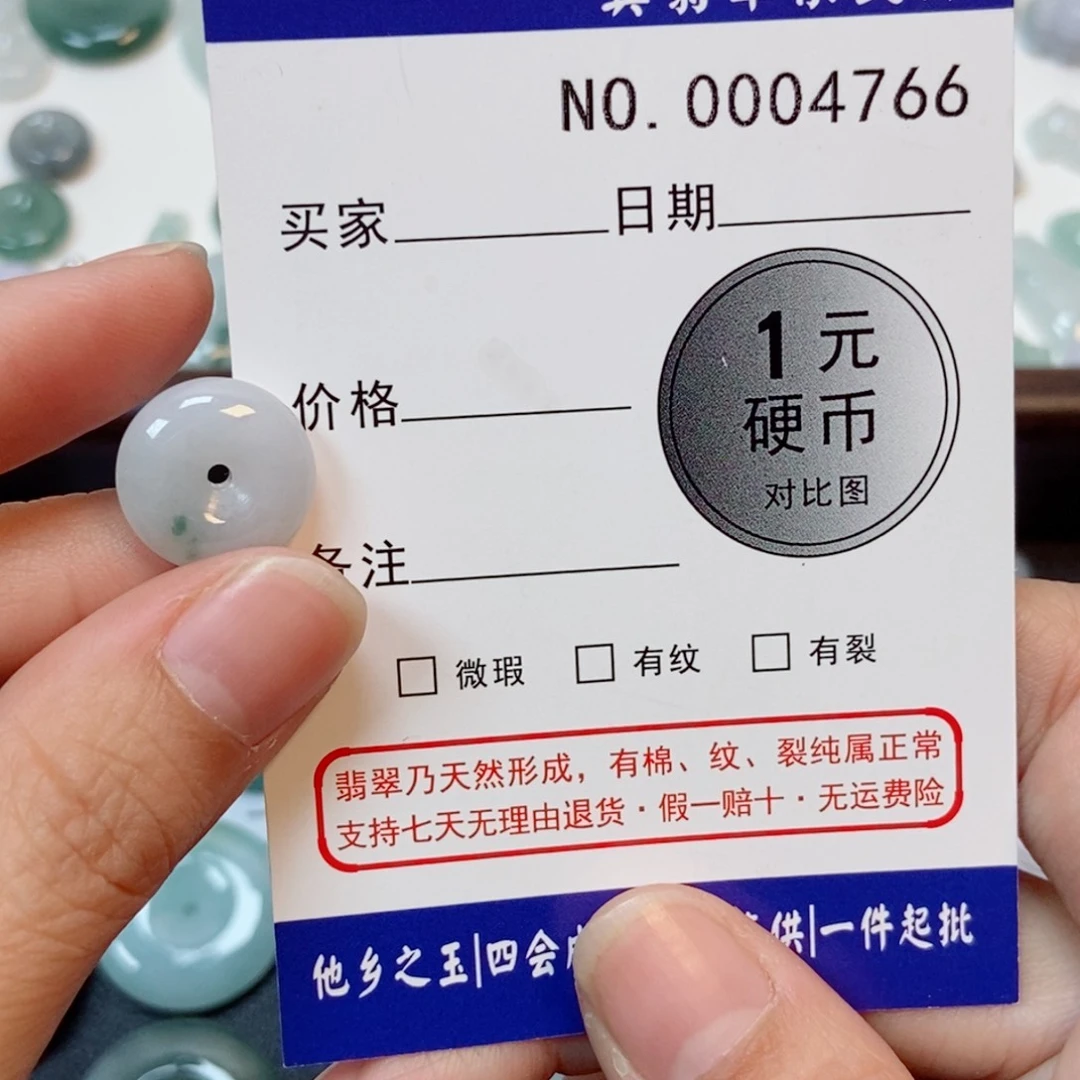 NO. 0004766
买家 日期
1元
硬币
对比图
价格
备注
微瑕 有纹 有裂
翡翠乃天然形成，有棉、纹、裂纯属正常
支持七天无理由退货·假一赔十·无运费险
他乡之玉|四会 供|一件起批